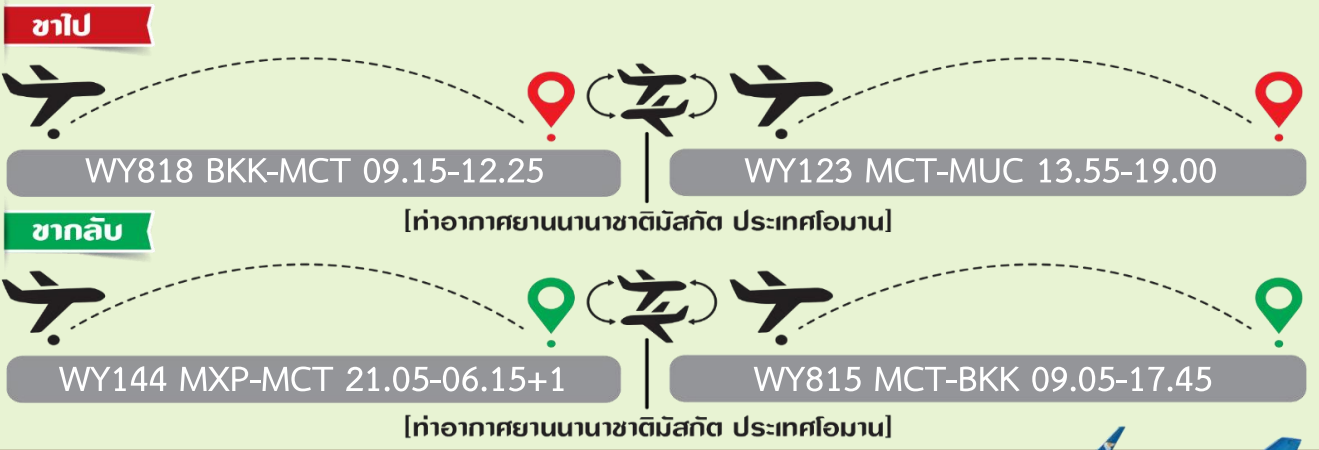 ขาไป
WY818 BKK-MCT 09.15-12.25
WY123 MCT-MUC 13.55-19.00
[ท่าอากาศยานนานาชาติมัสกัต ประเทศโอมาน]
ขากลับ
WY144 MXP-MCT 21.05-06.15+1
WY815 MCT-BKK 09.05-17.45
[ท่าอากาศยานนานาชาติมัสกัต ประเทศโอมาน]